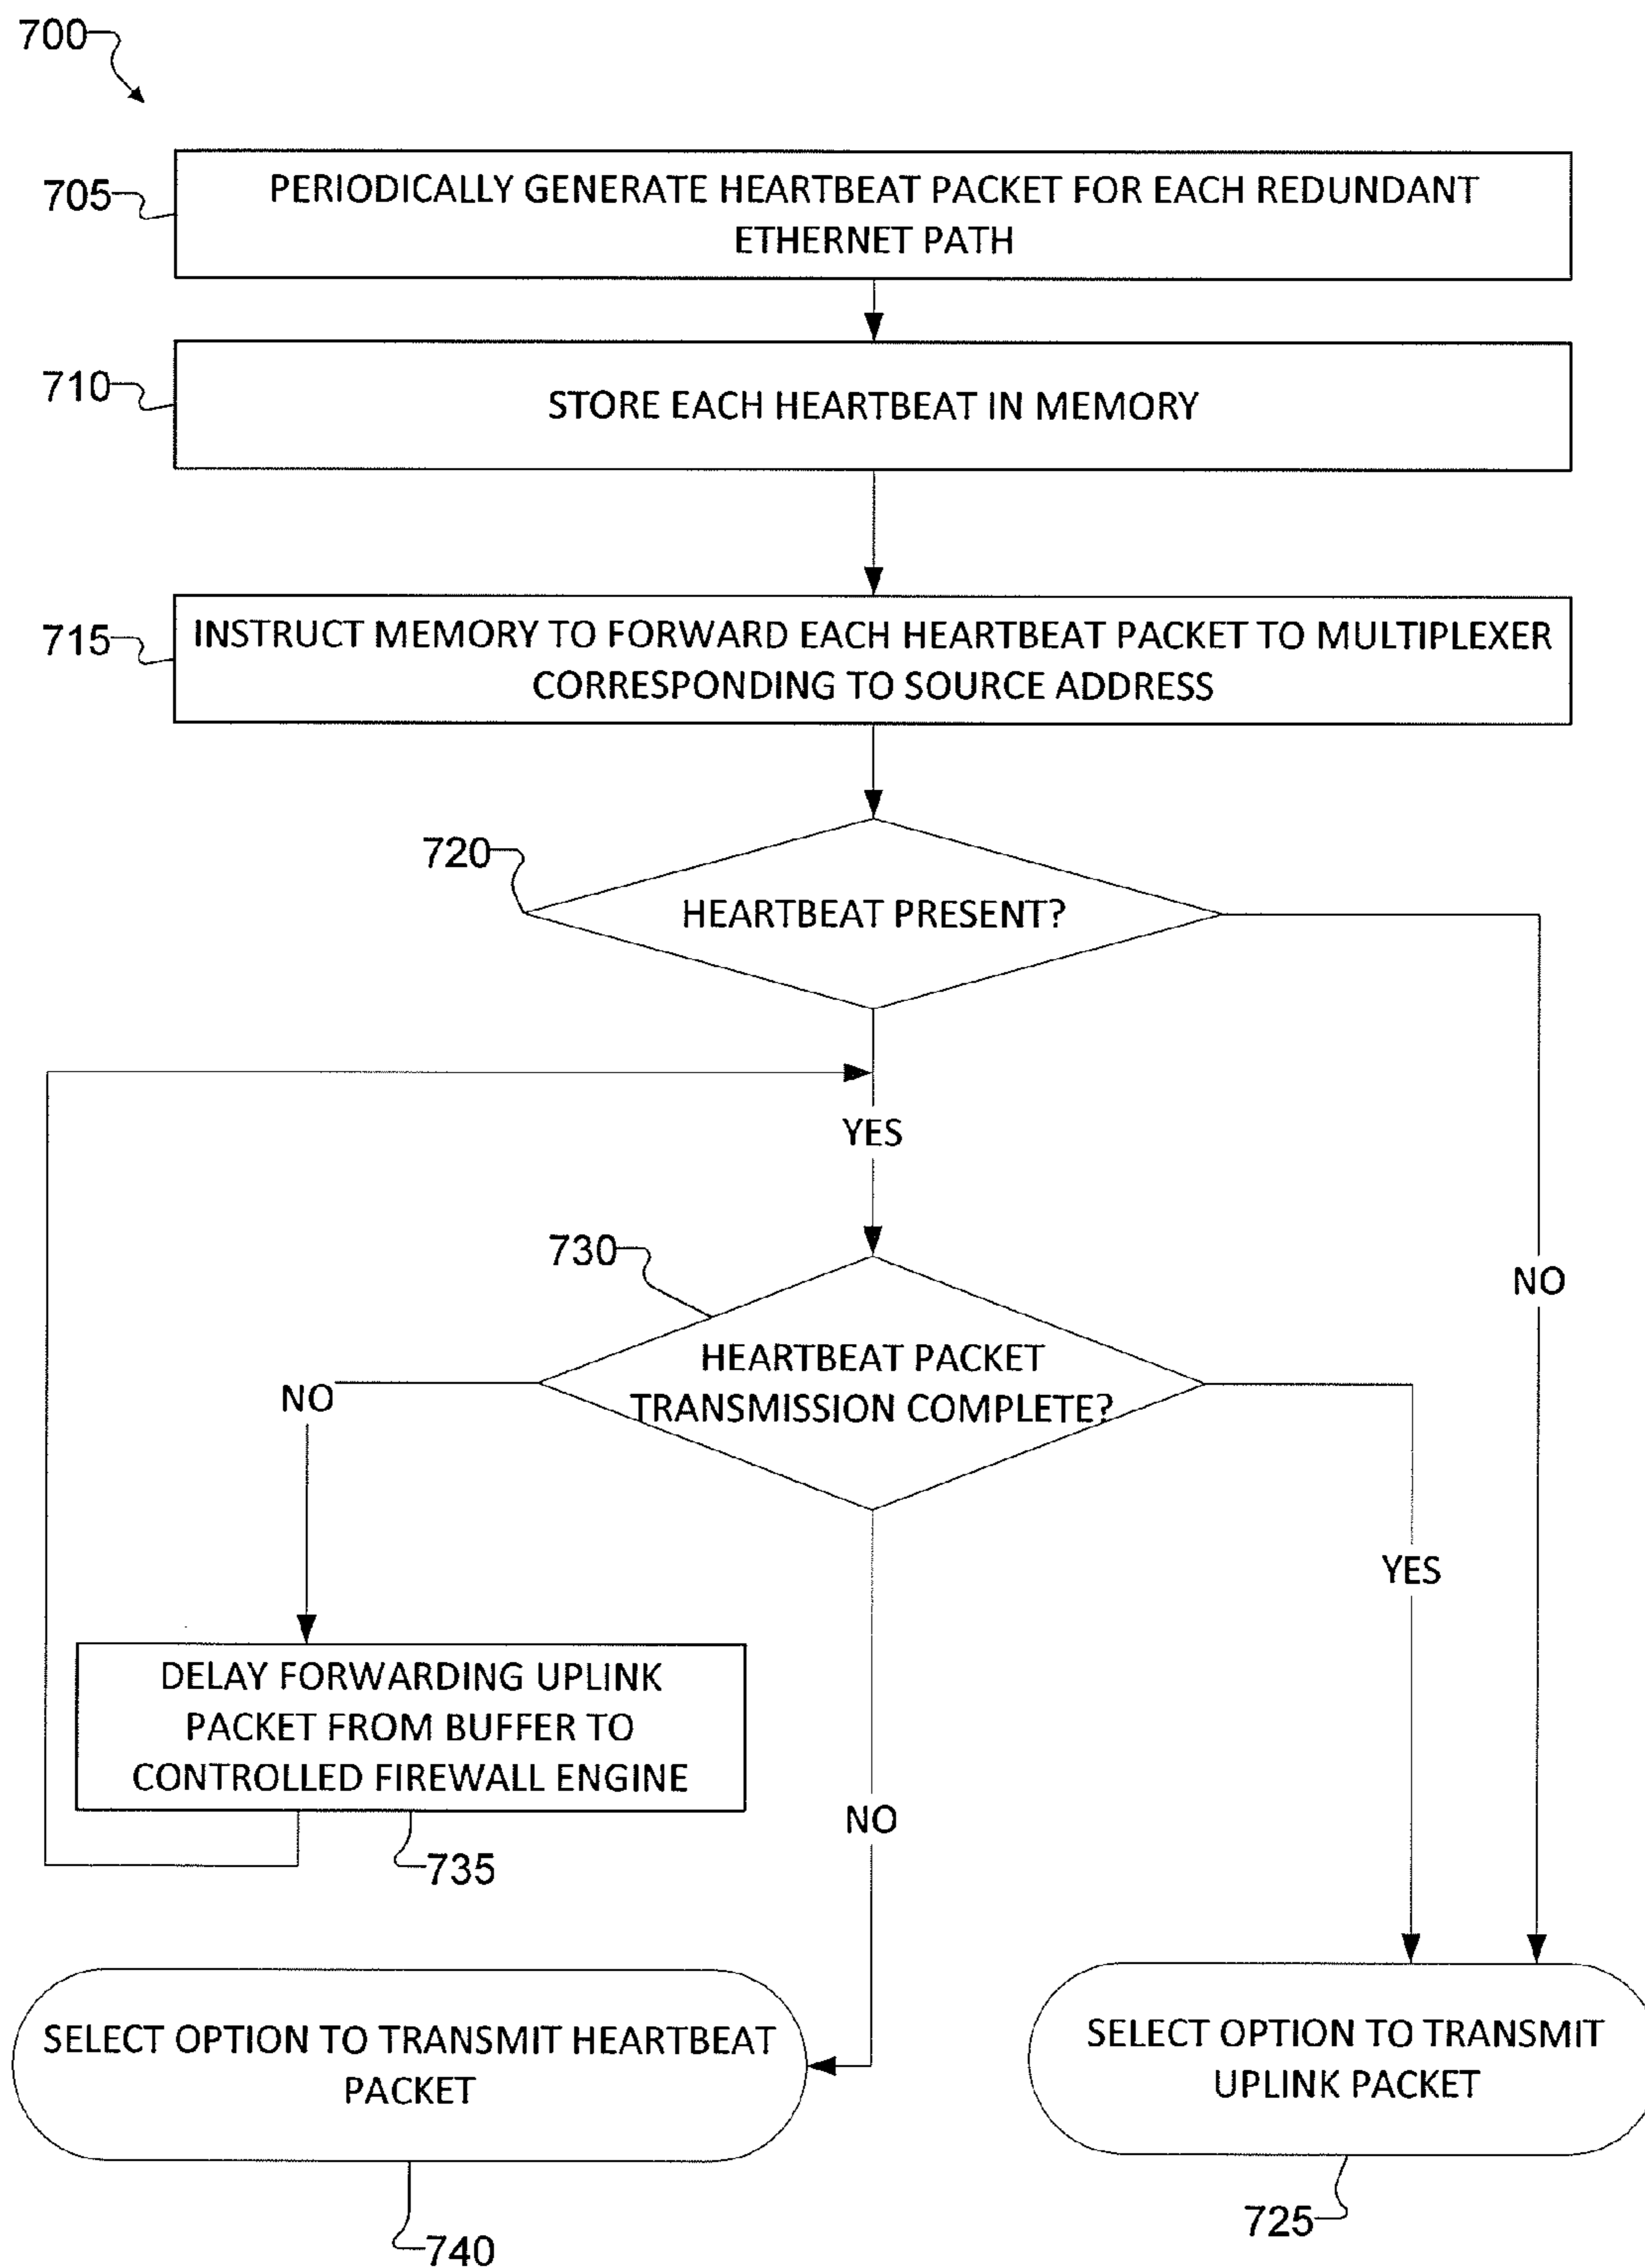 700
705
PERIODICALLY GENERATE HEARTBEAT PACKET FOR EACH REDUNDANT
ETHERNET PATH
710
STORE EACH HEARTBEAT IN MEMORY
715
INSTRUCT MEMORY TO FORWARD EACH HEARTBEAT PACKET TO MULTIPLEXER
CORRESPONDING TO SOURCE ADDRESS
720
HEARTBEAT PRESENT?
YES
NO
730
HEARTBEAT PACKET
TRANSMISSION COMPLETE?
NO
YES
DELAY FORWARDING UPLINK
PACKET FROM BUFFER TO
CONTROLLED FIREWALL ENGINE
735
NO
SELECT OPTION TO TRANSMIT HEARTBEAT
PACKET
740
SELECT OPTION TO TRANSMIT
UPLINK PACKET
725